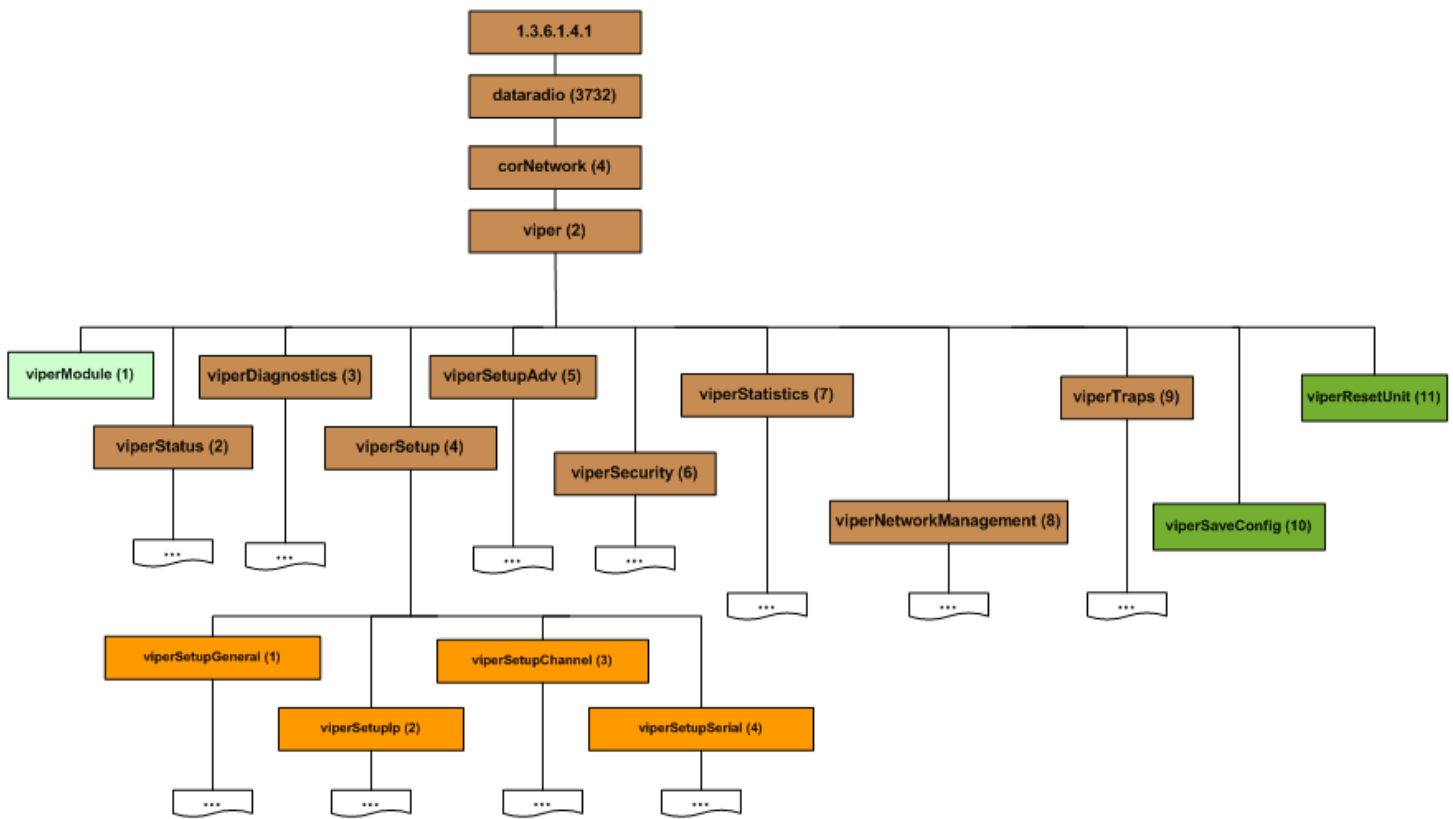 1.3.6.1.4.1
dataradio (3732)
corNetwork (4)
viper (2)
viperModule (1)
viperStatus (2)
viperDiagnostics (3)
viperSetup (4)
viperSetupAdv (5)
viperSecurity (6)
viperStatistics (7)
viperNetworkManagement (8)
viperTraps (9)
viperSaveConfig (10)
viperResetUnit (11)
...
...
...
...
...
...
...
viperSetupGeneral (1)
viperSetupIp (2)
viperSetupChannel (3)
viperSetupSerial (4)
...
...
...
...